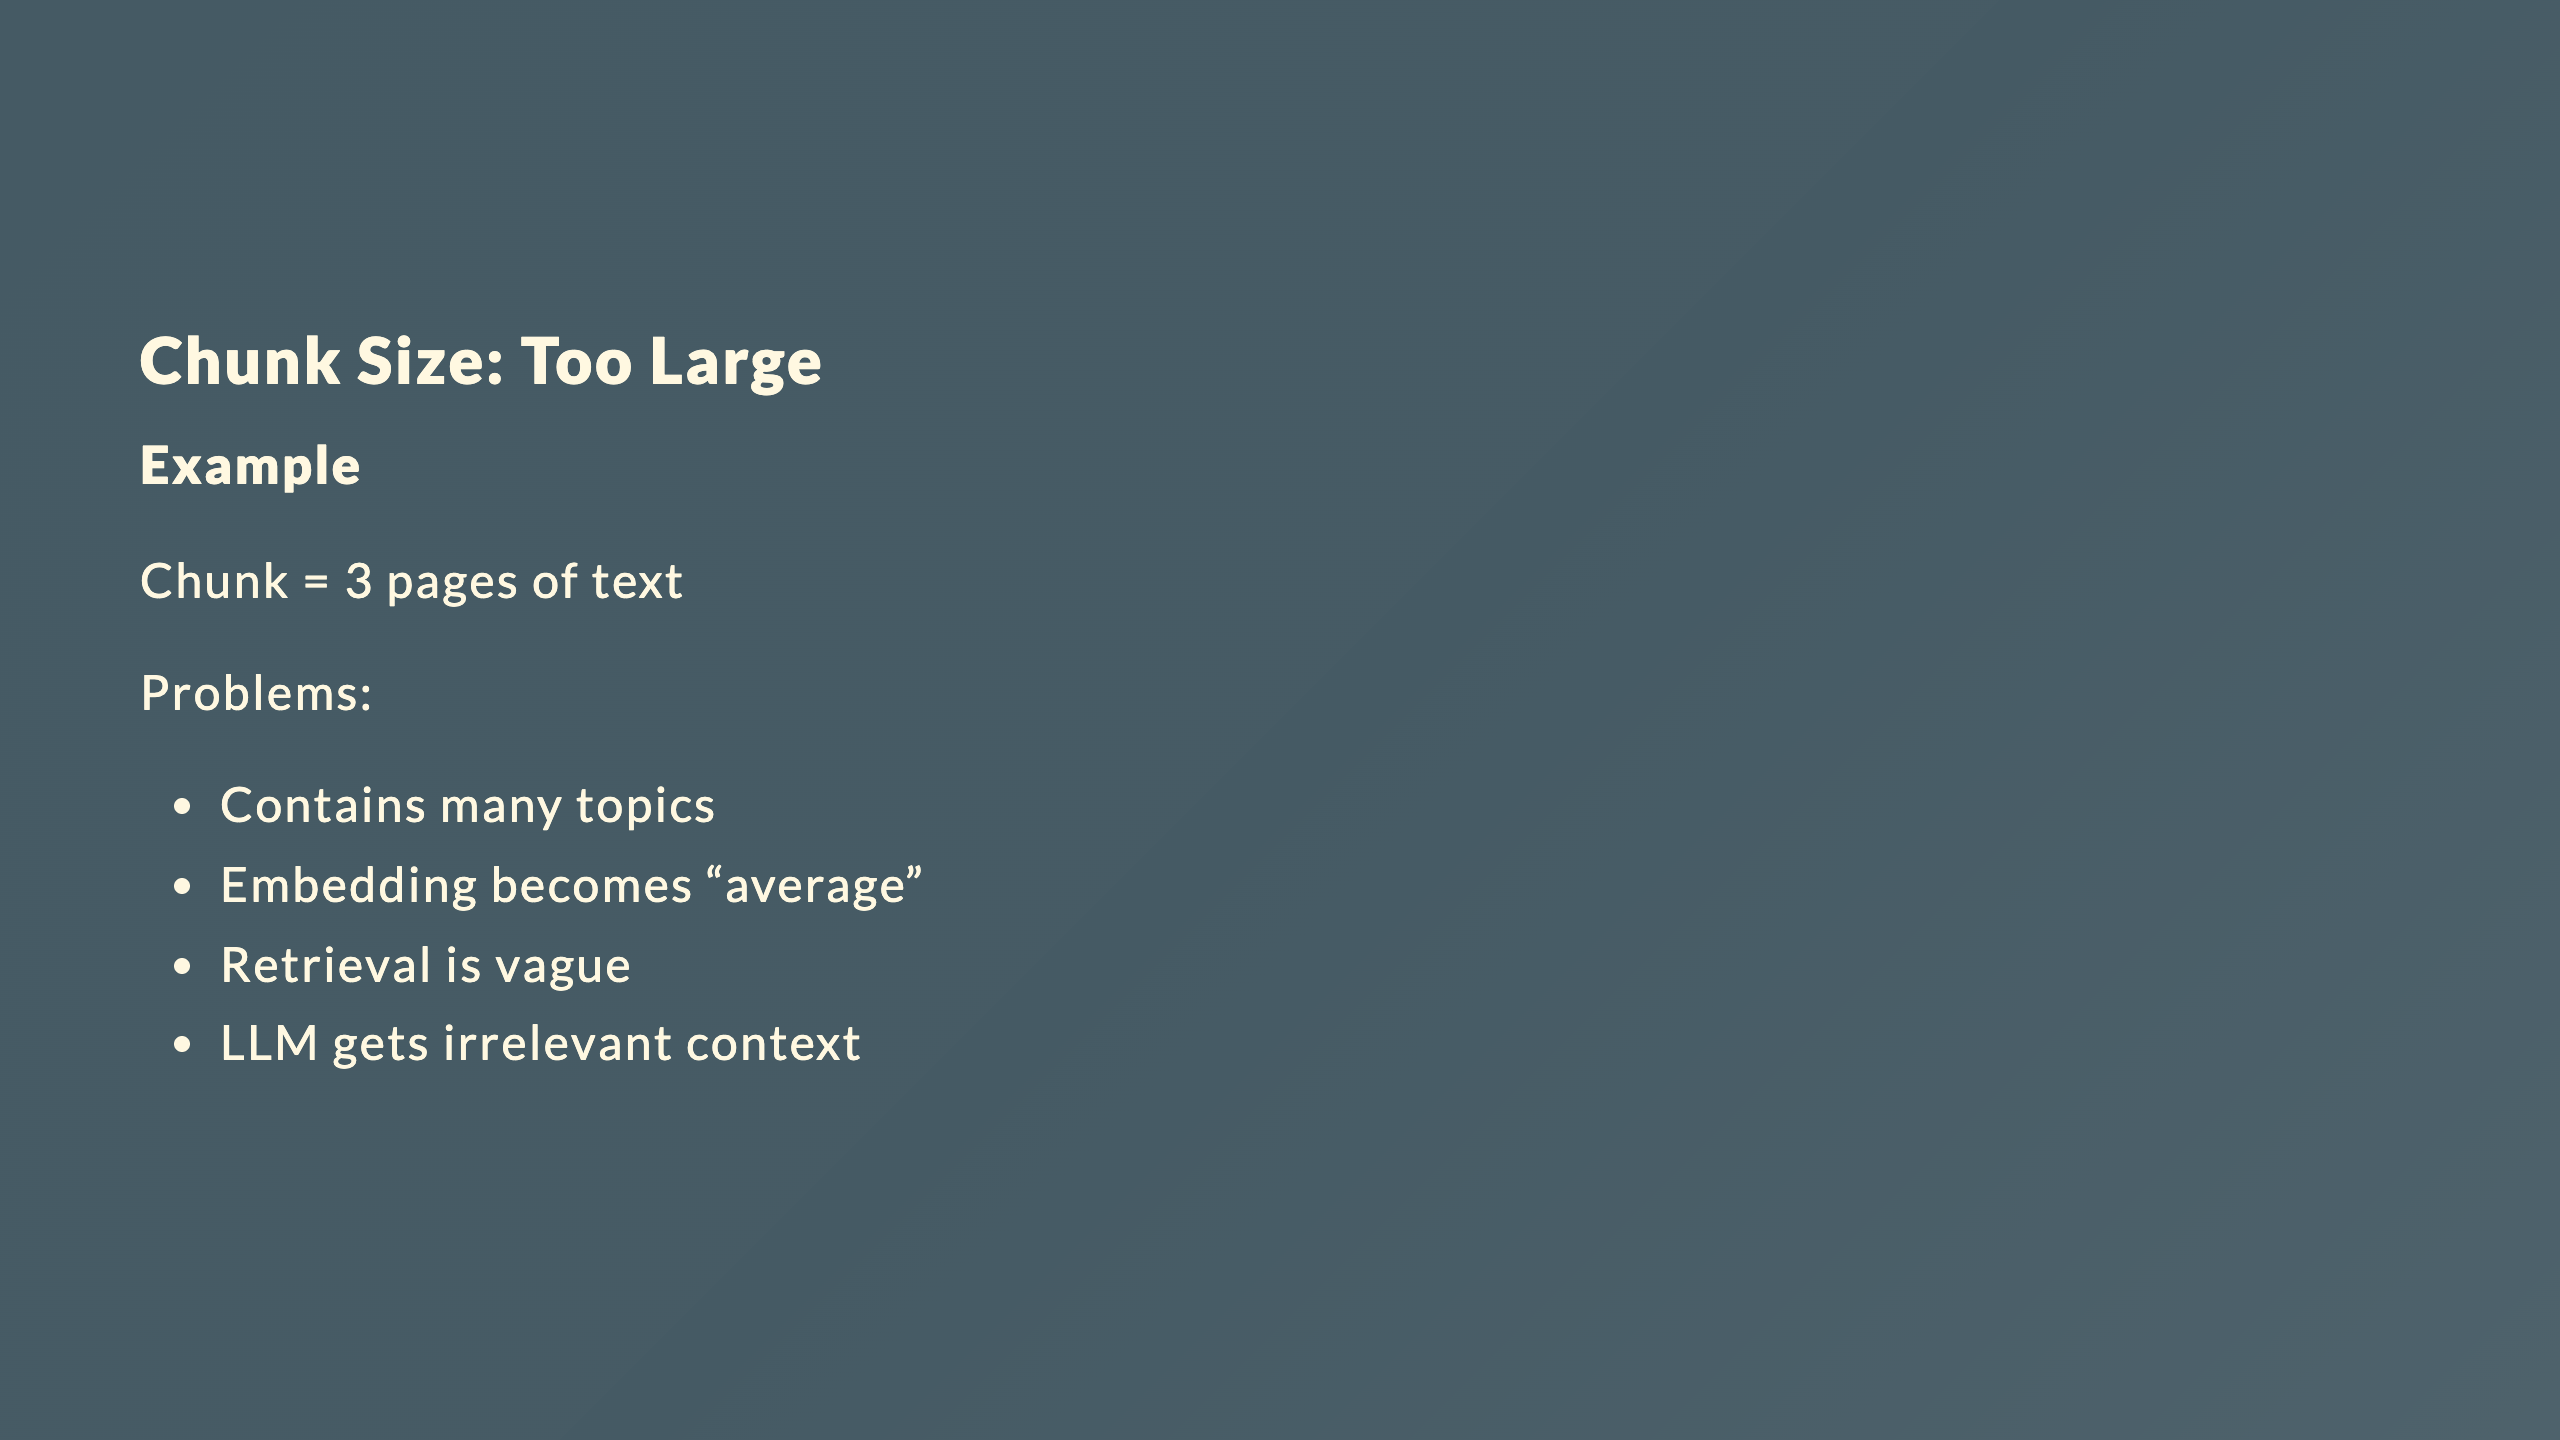 Chunk Size: Too Large
Example
Chunk = 3 pages of text
Problems:
• Contains many topics
• Embedding becomes “average”
• Retrieval is vague
• LLM gets irrelevant context